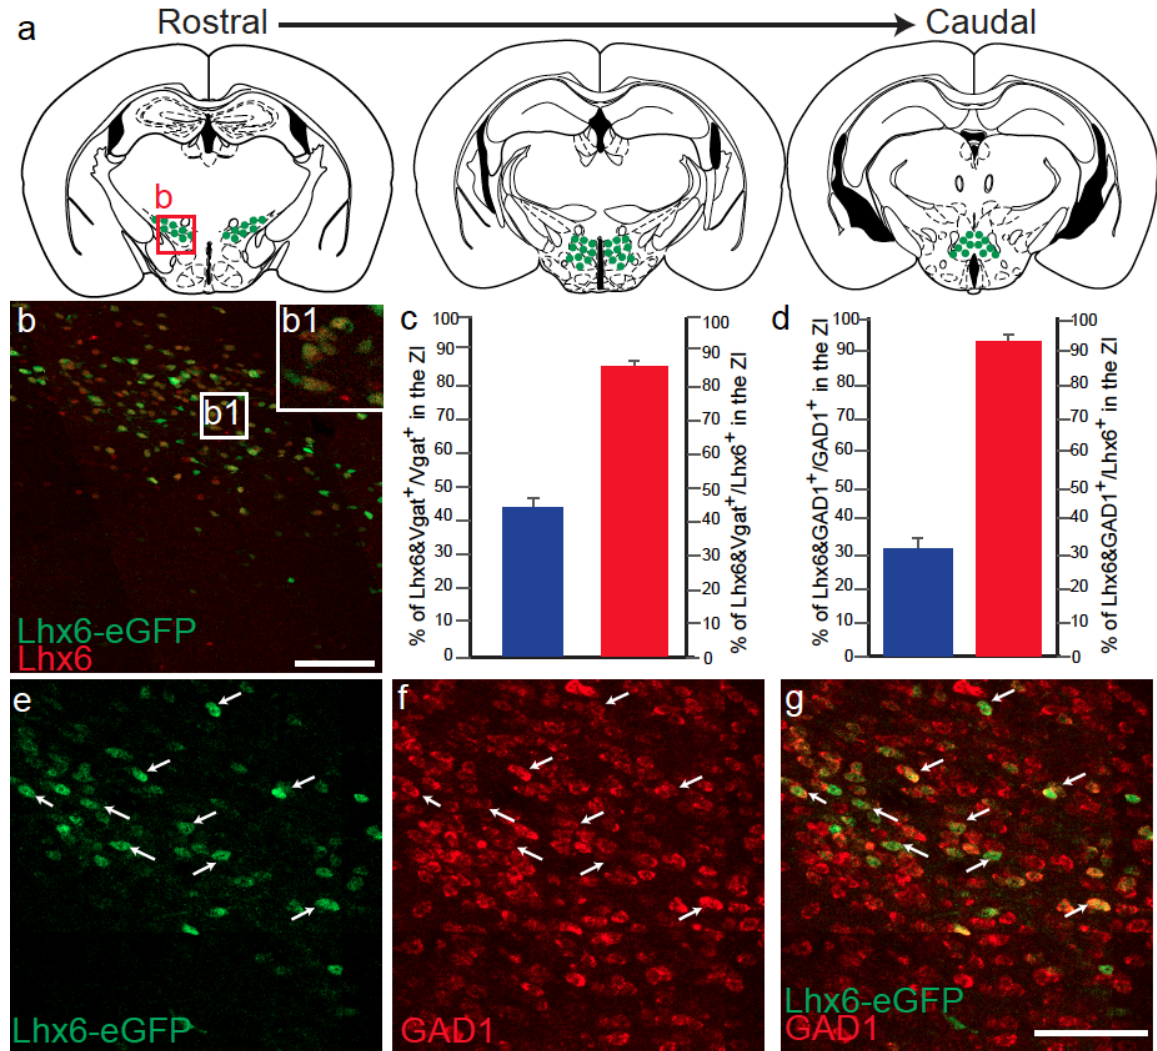 a
Rostral
Caudal
b
b
b1
b1
Lhx6-eGFP
Lhx6
c
% of Lhx6&Vgat⁺/Vgat⁺ in the ZI
100
90
80
70
60
50
40
30
20
10
0
100
90
80
70
60
50
40
30
20
10
0
% of Lhx6&Vgat⁺/Lhx6⁺ in the ZI
d
% of Lhx6&GAD1⁺/GAD1⁺ in the ZI
100
90
80
70
60
50
40
30
20
10
0
100
90
80
70
60
50
40
30
20
10
0
% of Lhx6&GAD1⁺/Lhx6⁺ in the ZI
e
Lhx6-eGFP
f
GAD1
g
Lhx6-eGFP
GAD1